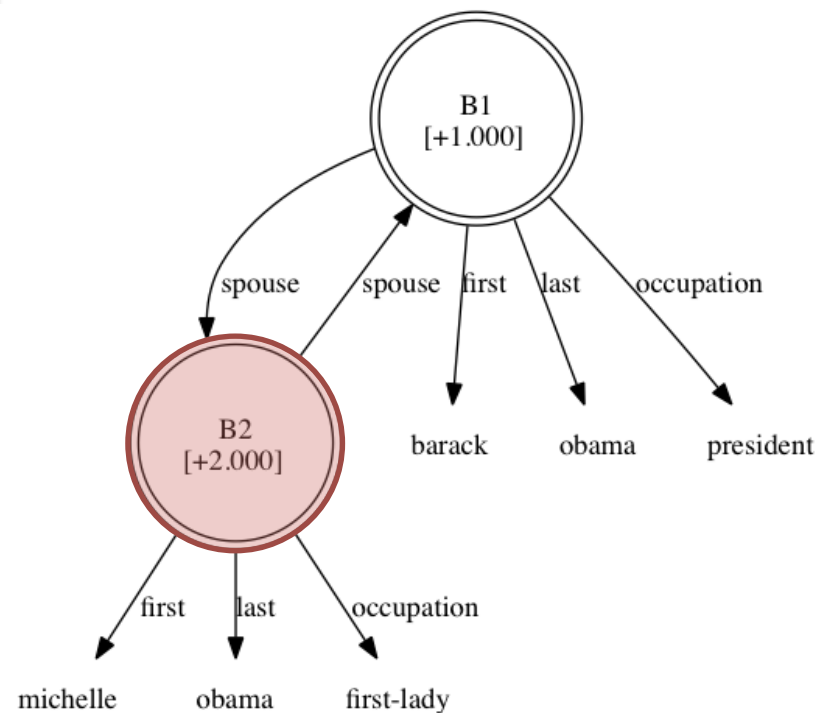 B1
[+1.000]
spouse
spouse
first
last
occupation
B2
[+2.000]
barack
obama
president
first
last
occupation
michelle
obama
first-lady